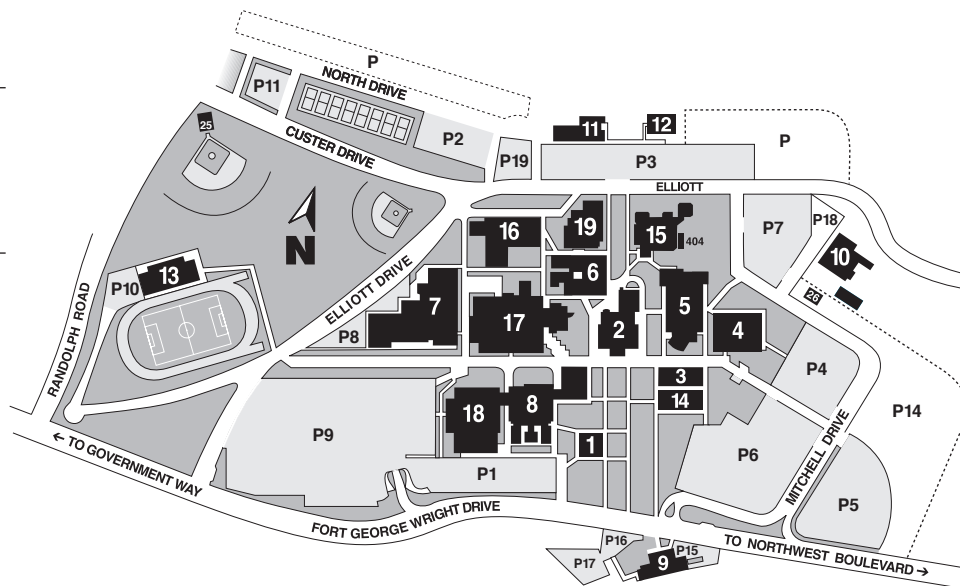 P
NORTH DRIVE
P11
P2
CUSTER DRIVE
25
P19
11
12
P3
P
ELLIOTT
N
16
19
15
404
P7
P18
10
26
6
13
P10
RANDOLPH ROAD
ELLIOTT DRIVE
P8
7
17
2
5
4
P4
P14
3
14
18
8
1
P9
P1
P6
MITCHELL DRIVE
P5
← TO GOVERNMENT WAY
FORT GEORGE WRIGHT DRIVE
TO NORTHWEST BOULEVARD →
P16
P17
9
P15